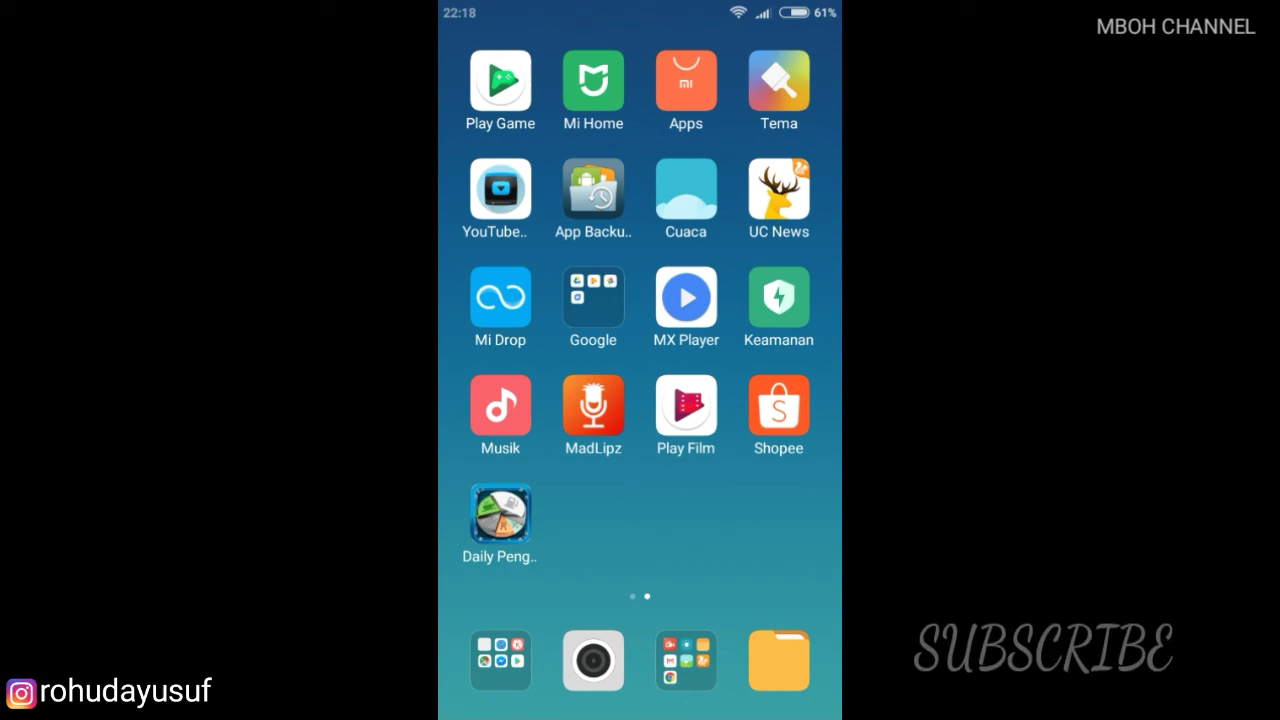 22:18
61%
MBOH CHANNEL
mi
Play Game
Mi Home
Apps
Tema
YouTube..
App Backu..
Cuaca
UC News
Mi Drop
Google
MX Player
Keamanan
S
Musik
MadLipz
Play Film
Shopee
Daily Peng..
SUBSCRIBE
rohudayusuf